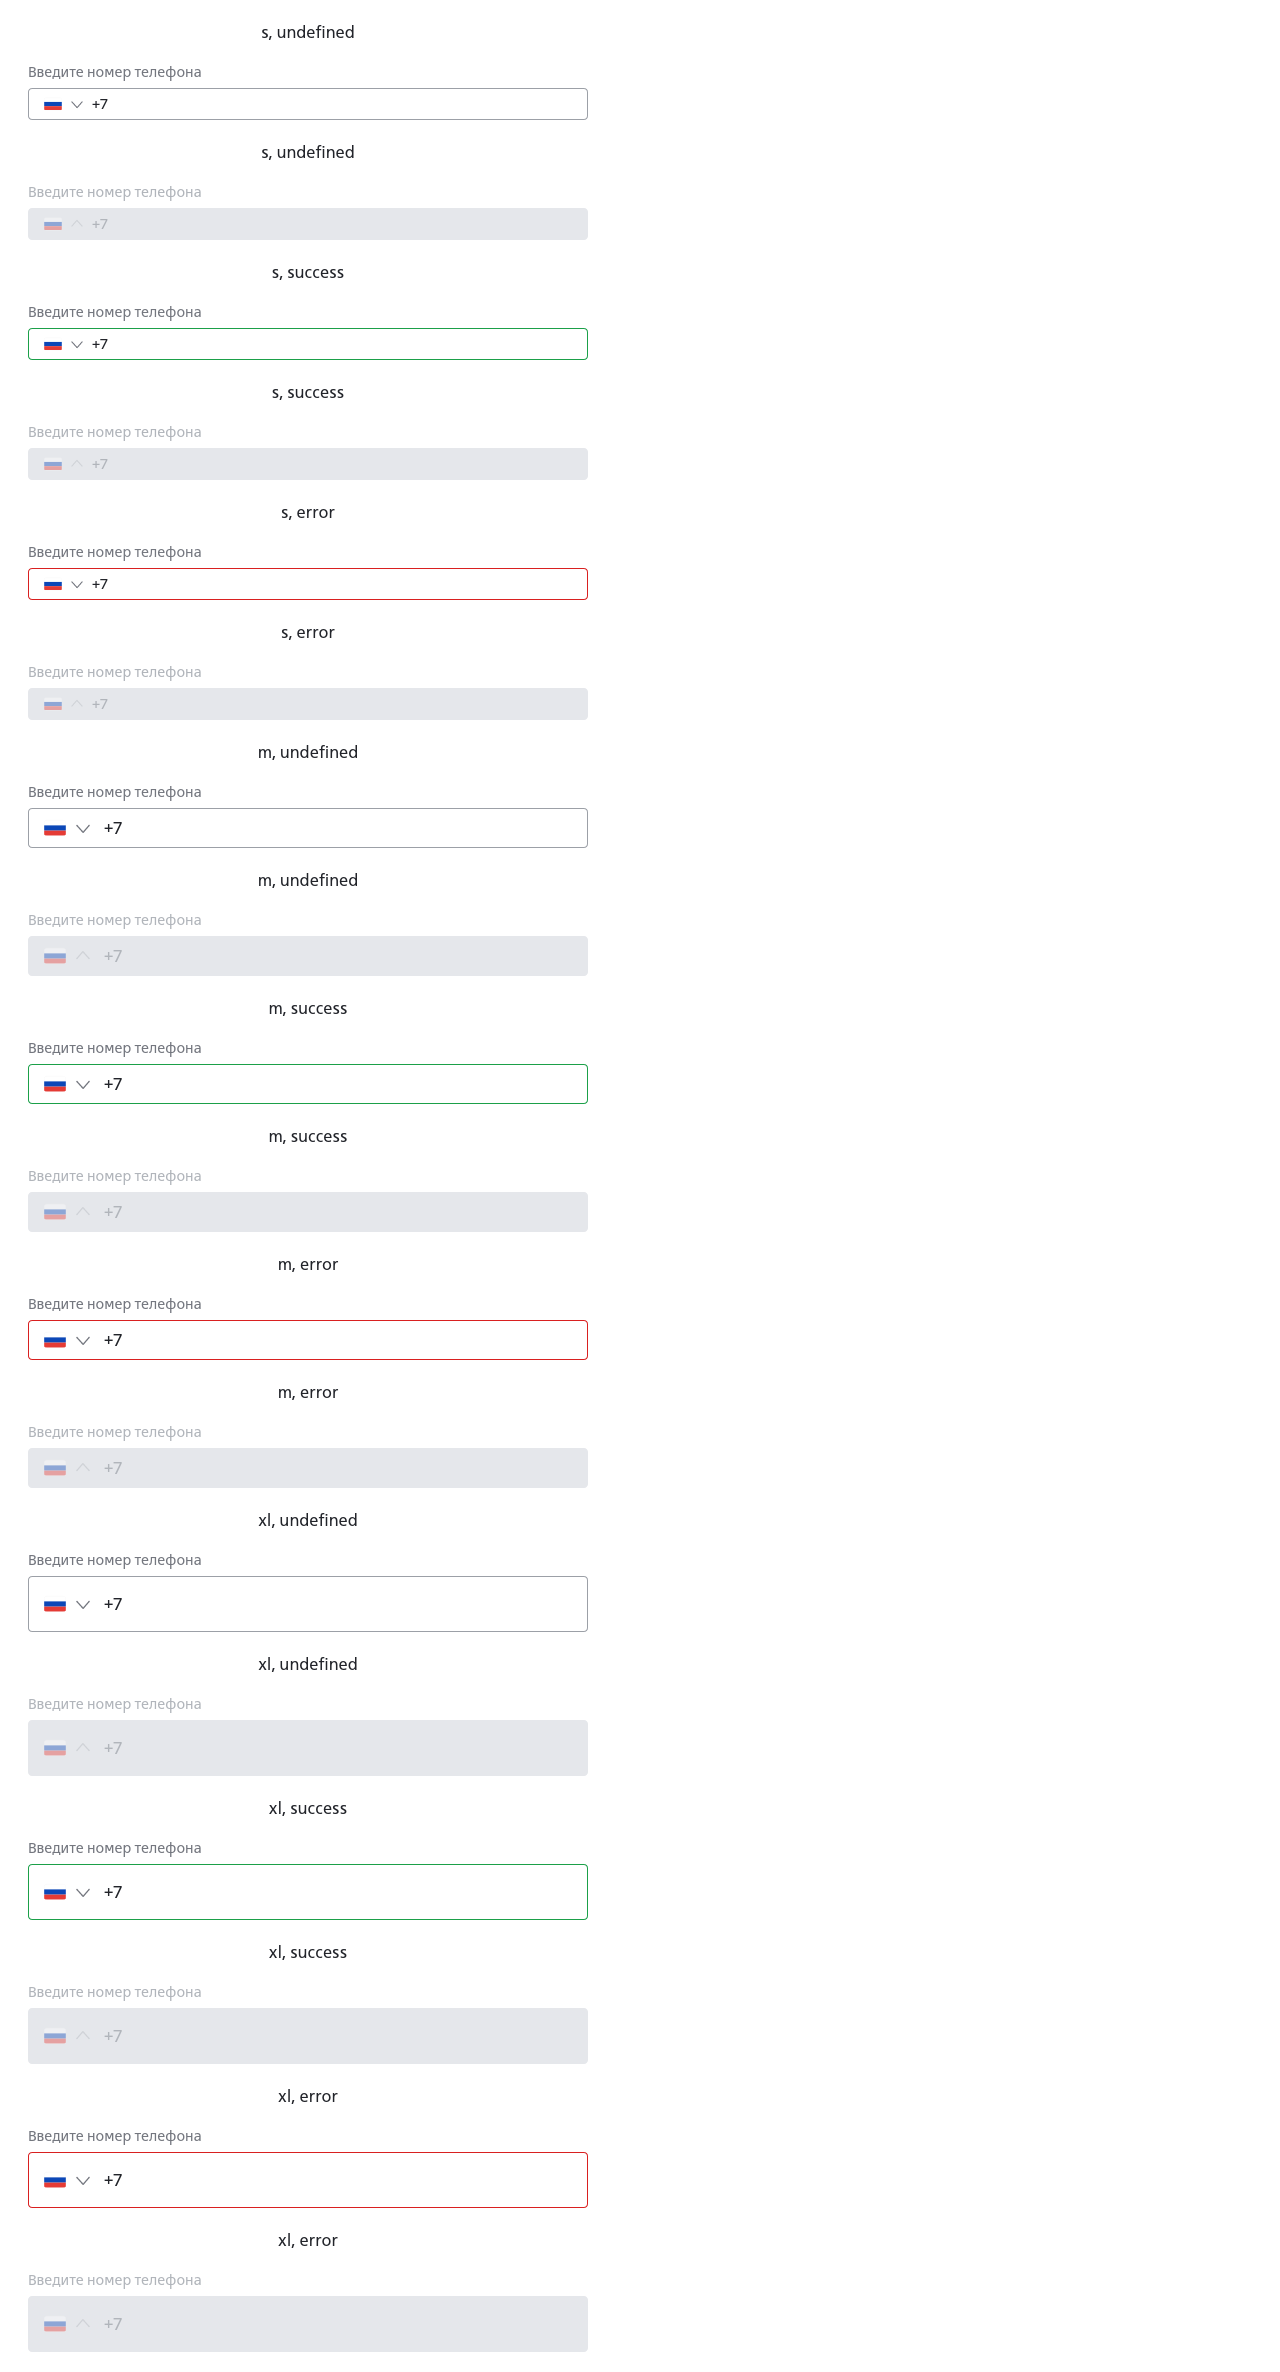 s, undefined
Введите номер телефона
+7
s, undefined
Введите номер телефона
+7
s, success
Введите номер телефона
+7
s, success
Введите номер телефона
+7
s, error
Введите номер телефона
+7
s, error
Введите номер телефона
+7
m, undefined
Введите номер телефона
+7
m, undefined
Введите номер телефона
+7
m, success
Введите номер телефона
+7
m, success
Введите номер телефона
+7
m, error
Введите номер телефона
+7
m, error
Введите номер телефона
+7
xl, undefined
Введите номер телефона
+7
xl, undefined
Введите номер телефона
+7
xl, success
Введите номер телефона
+7
xl, success
Введите номер телефона
+7
xl, error
Введите номер телефона
+7
xl, error
Введите номер телефона
+7